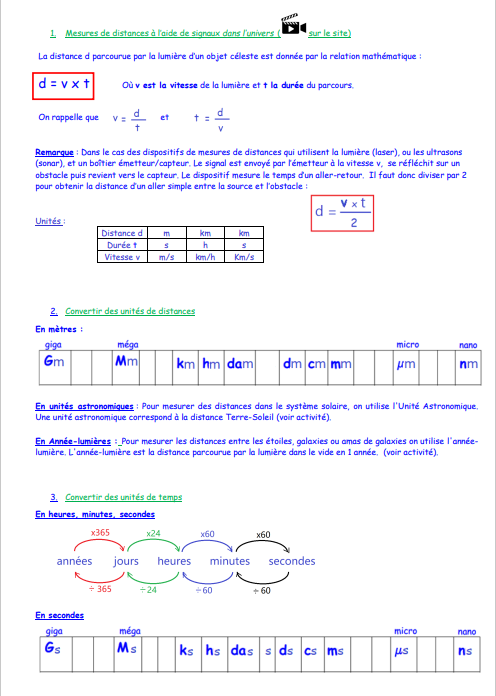 1. Mesures de distances à l'aide de signaux dans l'univers ( sur le site)
La distance d parcourue par la lumière d'un objet céleste est donnée par la relation mathématique :
d = v x t
Où v est la vitesse de la lumière et t la durée du parcours.
On rappelle que v = d / t et t = d / v
Remarque : Dans le cas des dispositifs de mesures de distances qui utilisent la lumière (laser), ou les ultrasons
(sonar), et un boîtier émetteur/capteur. Le signal est envoyé par l'émetteur à la vitesse v, se réfléchit sur un
obstacle puis revient vers le capteur. Le dispositif mesure le temps d'un aller-retour. Il faut donc diviser par 2
pour obtenir la distance d'un aller simple entre la source et l'obstacle :
d = v x t / 2
Unités :
Distance d m km km
Durée t s h s
Vitesse v m/s km/h Km/s
2. Convertir des unités de distances
En mètres :
giga méga micro nano
Gm Mm km hm dam dm cm mm µm nm
En unités astronomiques : Pour mesurer des distances dans le système solaire, on utilise l'Unité Astronomique.
Une unité astronomique correspond à la distance Terre-Soleil (voir activité).
En Année-lumières : Pour mesurer les distances entre les étoiles, galaxies ou amas de galaxies on utilise l'année-
lumière. L'année-lumière est la distance parcourue par la lumière dans le vide en 1 année. (voir activité).
3. Convertir des unités de temps
En heures, minutes, secondes
x365 x24 x60 x60
années jours heures minutes secondes
÷ 365 ÷ 24 ÷ 60 ÷ 60
En secondes
giga méga micro nano
Gs Ms ks hs das s ds cs ms µs ns